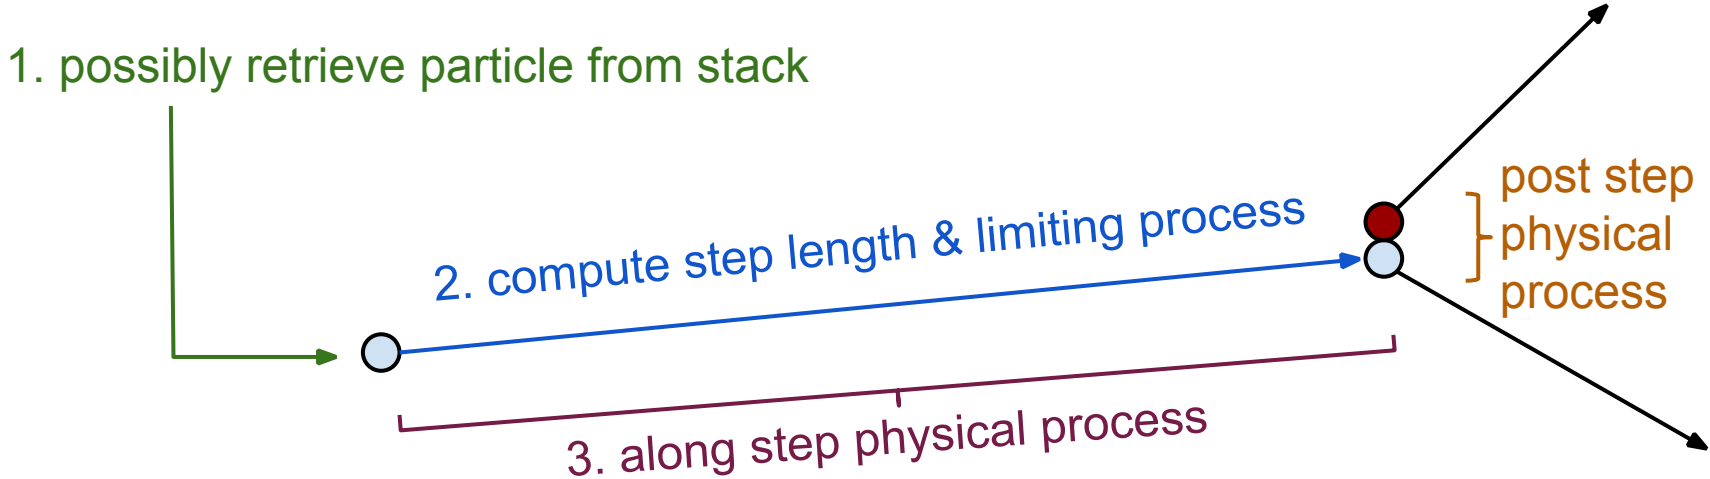 1. possibly retrieve particle from stack
2. compute step length & limiting process
3. along step physical process
post step
physical
process